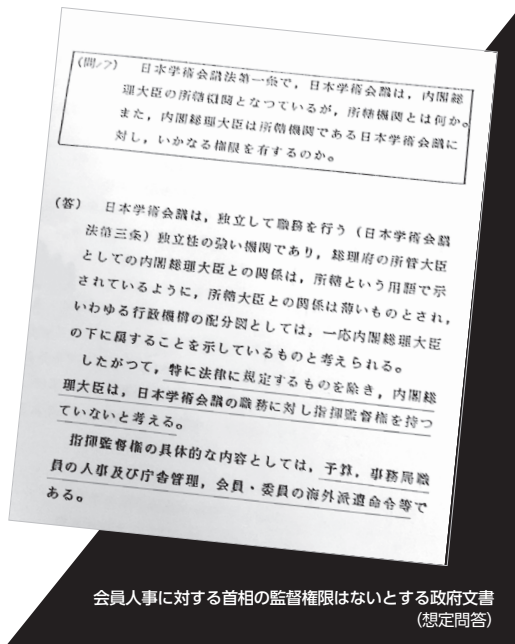 (問ノ7) 日本学術会議法第一条で，日本学術会議は，内閣総
理大臣の所轄機関となつているが，所轄機関とは何か。
また，内閣総理大臣は所轄機関である日本学術会議に
対し，いかなる権限を有するのか。
(答) 日本学術会議は，独立して職務を行う（日本学術会議
法第三条）独立性の強い機関であり，総理府の所管大臣
としての内閣総理大臣との関係は，所轄という用語で示
されているように，所轄大臣との関係は薄いものとされ，
いわゆる行政機構の配分図としては，一応内閣総理大臣
の下に属することを示しているものと考えられる。
したがつて，特に法律に規定するものを除き，内閣総
理大臣は，日本学術会議の職務に対し指揮監督権を持つ
ていないと考える。
指揮監督権の具体的な内容としては，予算，事務局職
員の人事及び庁舎管理，会員・委員の海外派遣命令等で
ある。
会員人事に対する首相の監督権限はないとする政府文書
（想定問答）